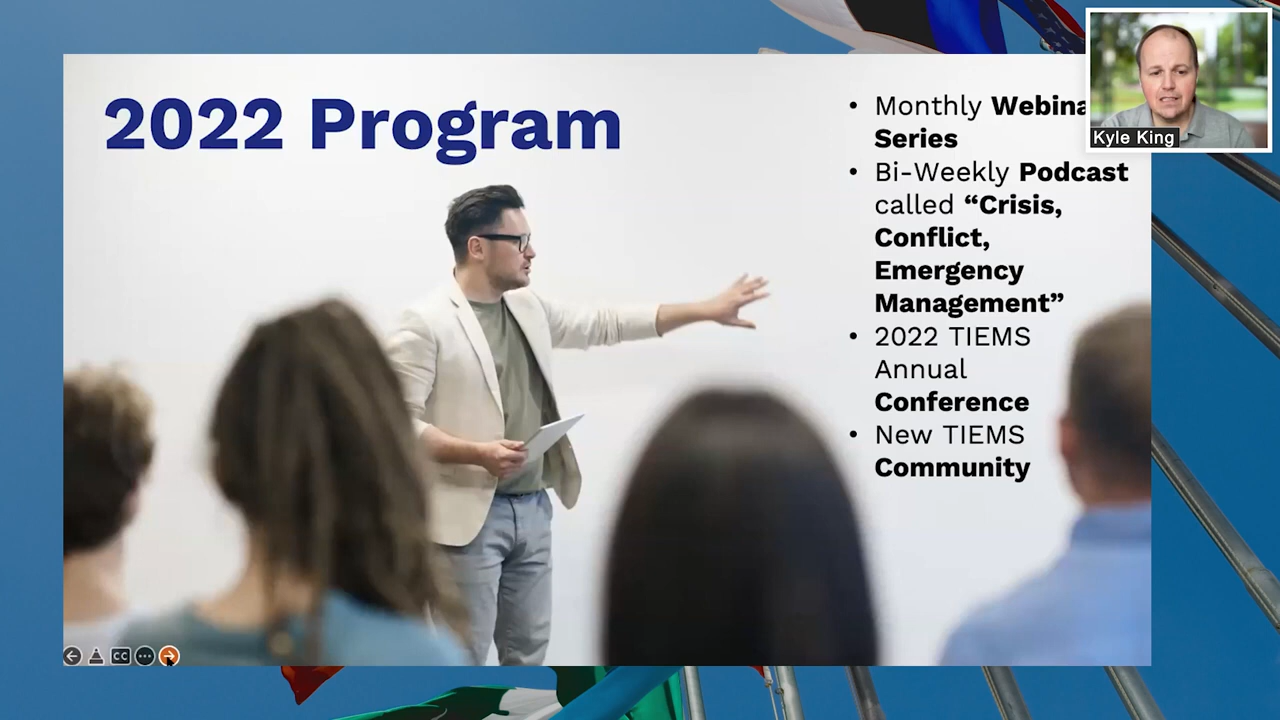 2022 Program
• Monthly Webina
Series
• Bi-Weekly Podcast
called “Crisis,
Conflict,
Emergency
Management”
• 2022 TIEMS
Annual
Conference
• New TIEMS
Community
Kyle King
CC